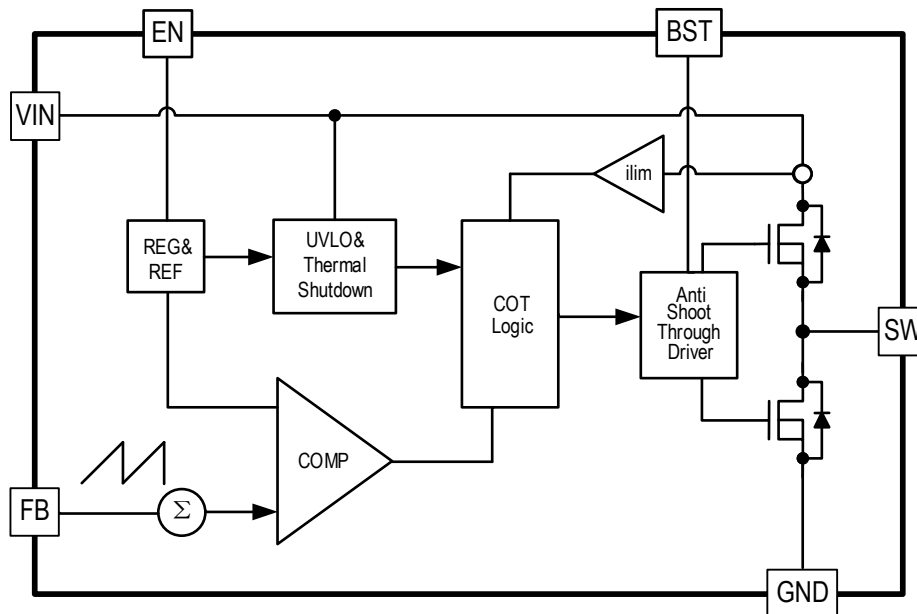 EN
BST
VIN
ilim
REG&
REF
UVLO&
Thermal
Shutdown
COT
Logic
Anti
Shoot
Through
Driver
SW
COMP
FB
Σ
GND